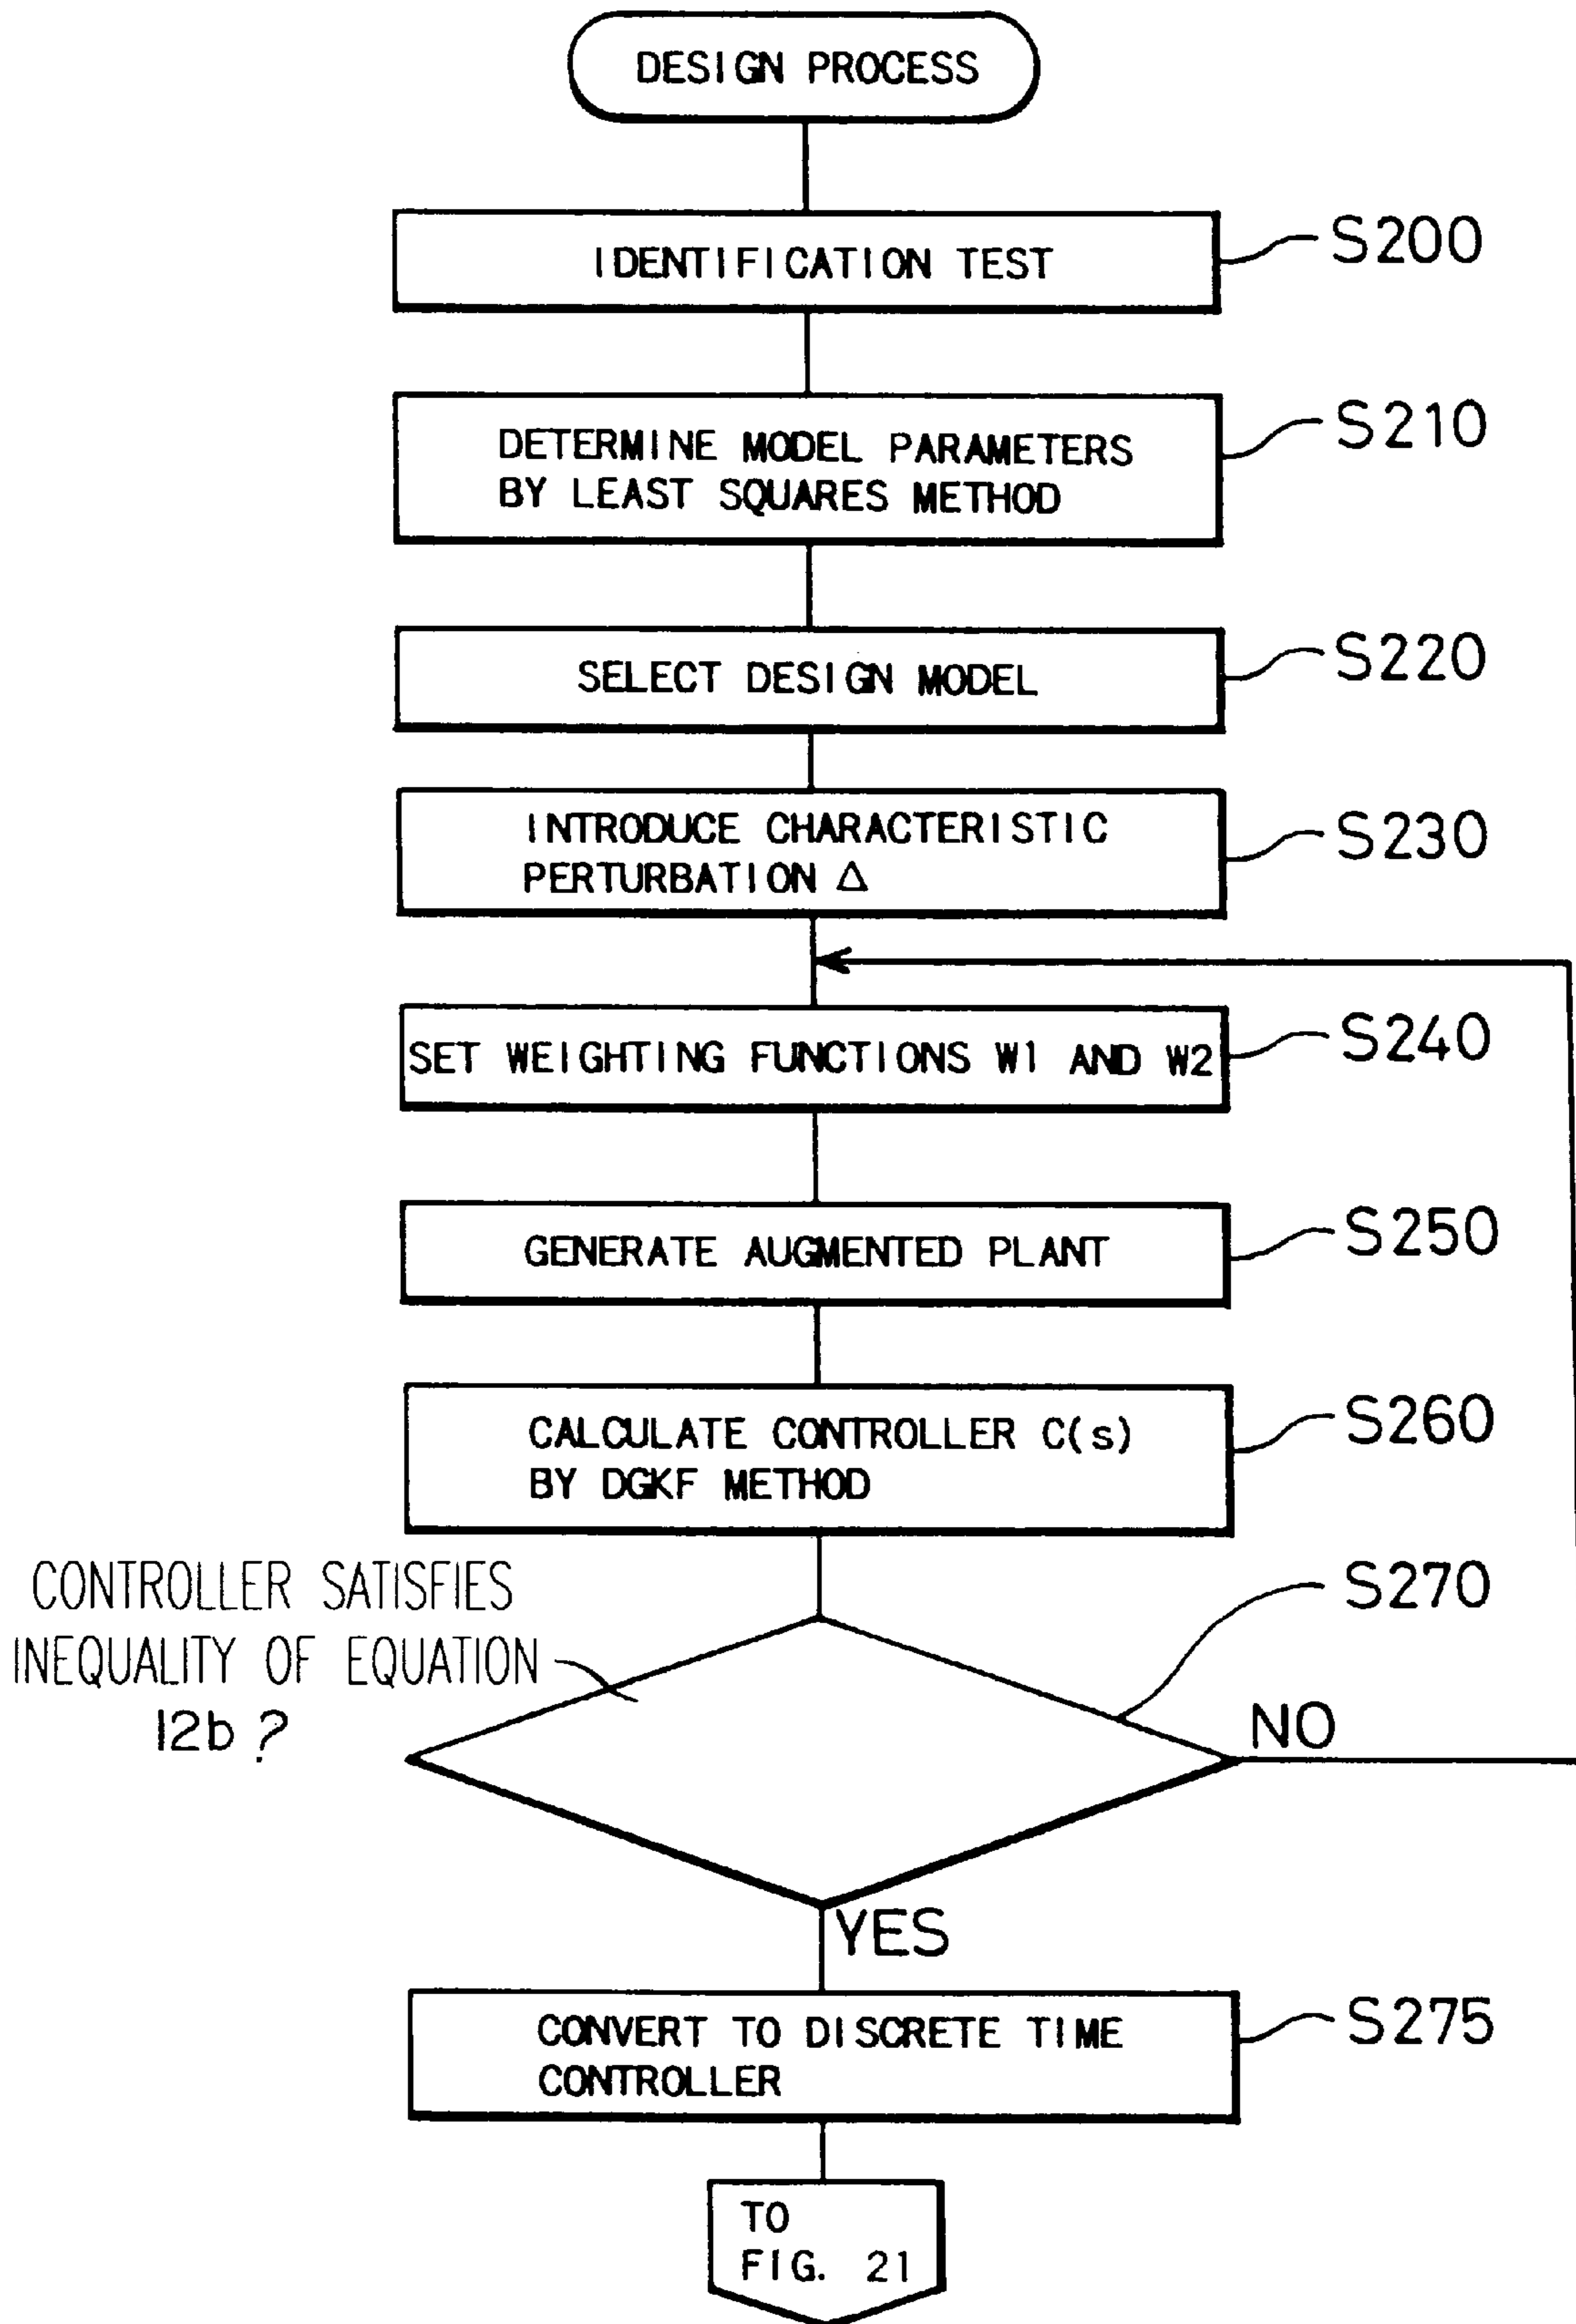 DESIGN PROCESS
IDENTIFICATION TEST
S200
DETERMINE MODEL PARAMETERS
BY LEAST SQUARES METHOD
S210
SELECT DESIGN MODEL
S220
INTRODUCE CHARACTERISTIC
PERTURBATION Δ
S230
SET WEIGHTING FUNCTIONS W1 AND W2
S240
GENERATE AUGMENTED PLANT
S250
CALCULATE CONTROLLER C(s)
BY DGKF METHOD
S260
CONTROLLER SATISFIES
INEQUALITY OF EQUATION
12b ?
S270
NO
YES
CONVERT TO DISCRETE TIME
CONTROLLER
S275
TO
FIG. 21